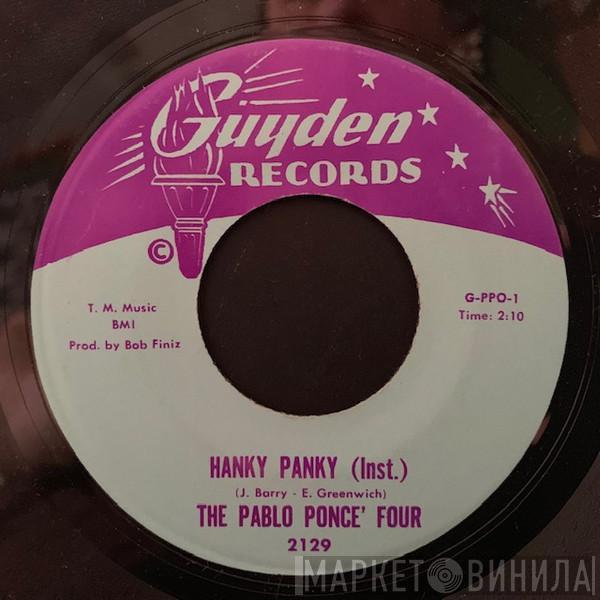 Guyden
RECORDS
©
T. M. Music
BMI
Prod. by Bob Finiz
G-PPO-1
Time: 2:10
HANKY PANKY (Inst.)
(J. Barry - E. Greenwich)
THE PABLO PONCE' FOUR
2129
МАРКЕТ ВИНИЛА